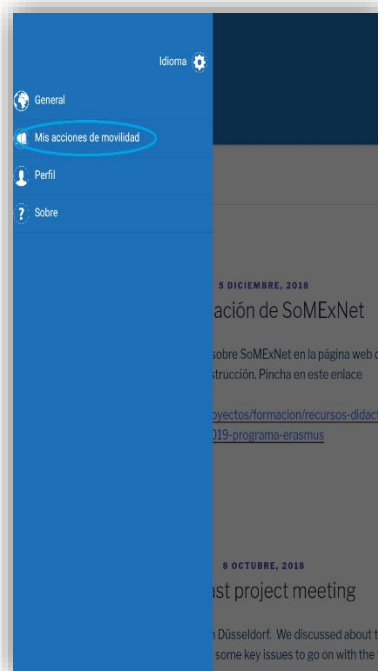 Idioma
General
Mis acciones de movilidad
Perfil
Sobre
5 DICIEMBRE, 2018
ación de SoMExNet
sobre SoMExNet en la página web
strucción. Pincha en este enlace
oyectos/formacion/recursos-didact
019-programa-erasmus
8 OCTUBRE, 2018
ast project meeting
Düsseldorf. We discussed about
some key issues to go on with the